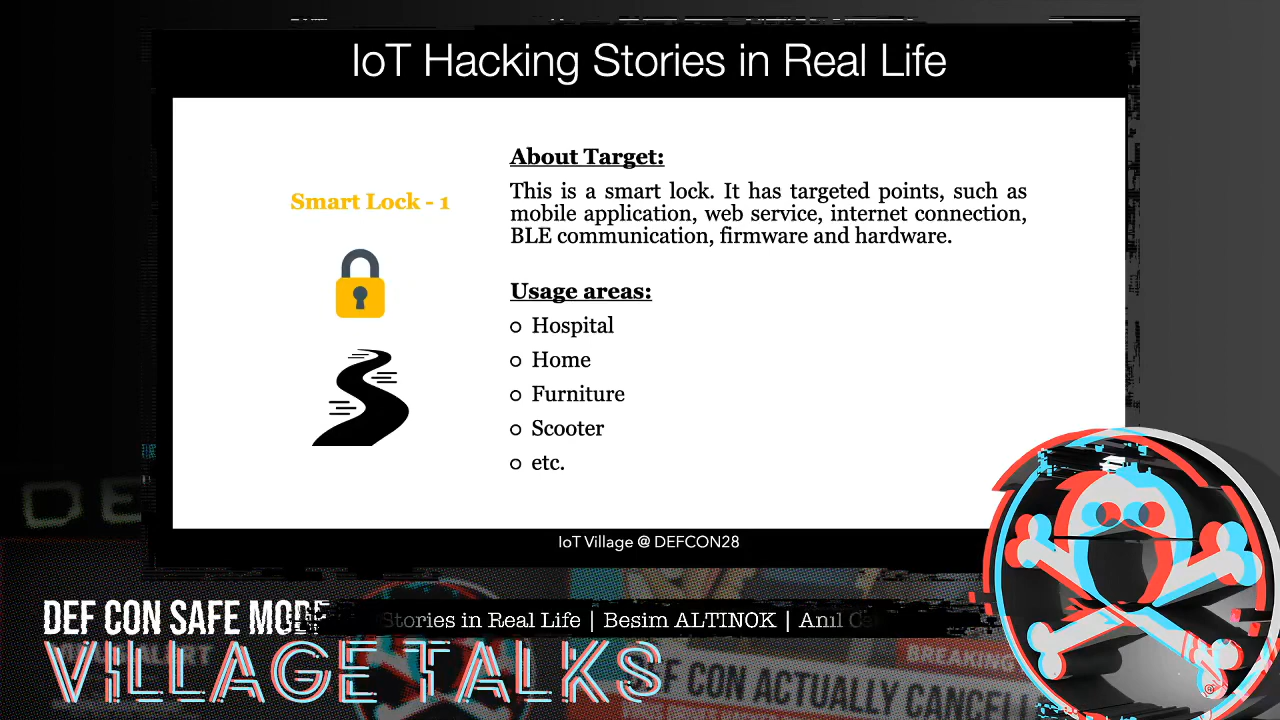 IoT Hacking Stories in Real Life
Smart Lock - 1
About Target:
This is a smart lock. It has targeted points, such as
mobile application, web service, internet connection,
BLE communication, firmware and hardware.
Usage areas:
Hospital
Home
Furniture
Scooter
etc.
IoT Village @ DEFCON28
DEF CON SAFE MODE
Stories in Real Life | Besim ALTINOK | Anıl
VILLAGE TALKS
BREAKING
DEF CON ACTUALLY